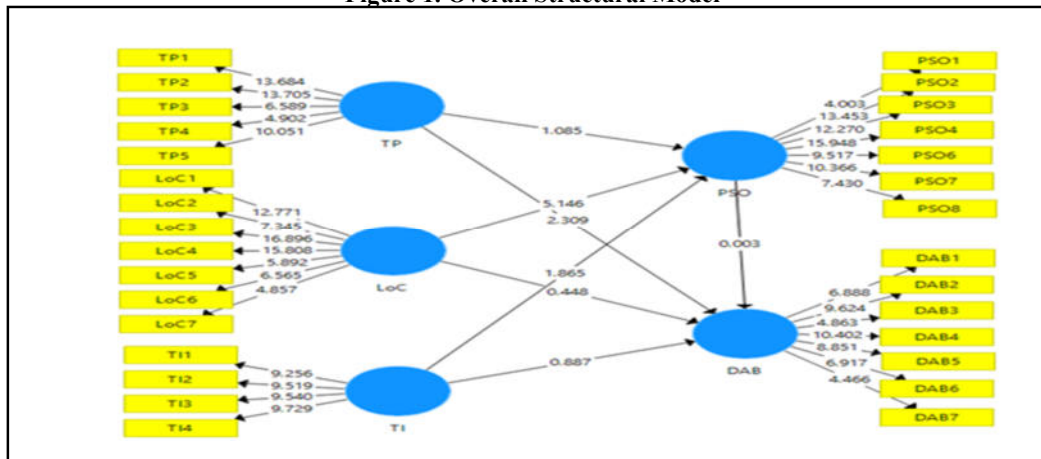 Figure 1. Overall Structural Model
TP1
TP2
TP3
TP4
TP5
LoC1
LoC2
LoC3
LoC4
LoC5
LoC6
LoC7
TI1
TI2
TI3
TI4
13.684
13.705
6.589
4.902
10.051
12.771
7.345
16.896
15.808
5.892
6.565
4.857
9.256
9.519
9.540
9.729
TP
LoC
TI
1.085
5.146
2.309
1.865
0.448
0.887
PSO
0.003
DAB
4.003
13.453
12.270
15.948
9.517
10.366
7.430
6.888
9.624
4.863
10.402
8.851
6.917
4.466
PSO1
PSO2
PSO3
PSO4
PSO6
PSO7
PSO8
DAB1
DAB2
DAB3
DAB4
DAB5
DAB6
DAB7